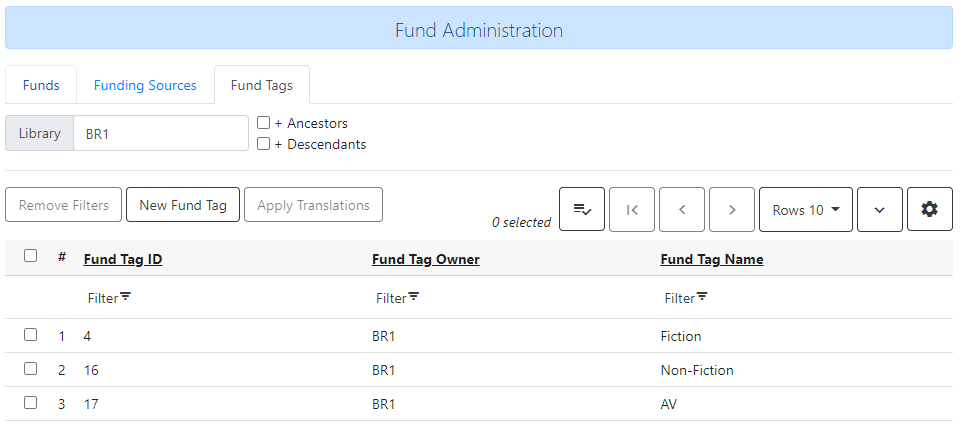 Fund Administration
Funds Funding Sources Fund Tags
Library BR1 + Ancestors
+ Descendants
Remove Filters New Fund Tag Apply Translations 0 selected Rows 10
# Fund Tag ID Fund Tag Owner Fund Tag Name
Filter Filter Filter
1 4 BR1 Fiction
2 16 BR1 Non-Fiction
3 17 BR1 AV